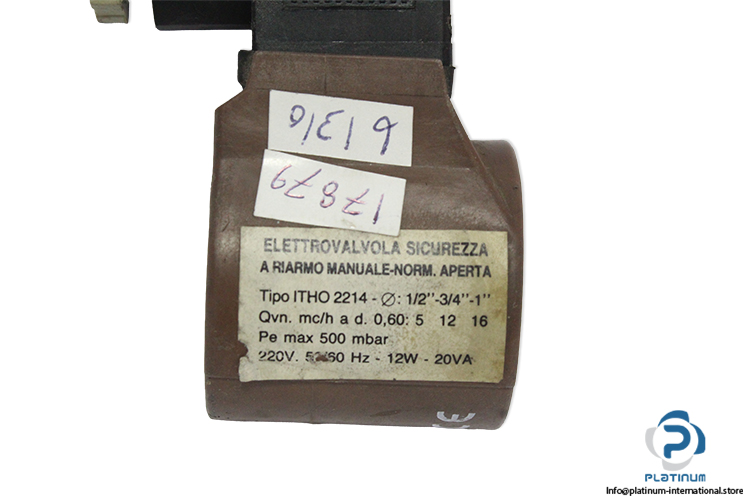 61316
17879
ELETTROVALVOLA SICUREZZA
A RIARMO MANUALE-NORM. APERTA
Tipo ITHO 2214 - ∅: 1/2''-3/4''-1''
Qvn. mc/h a d. 0,60: 5 12 16
Pe max 500 mbar
220V. 50/60 Hz - 12W - 20VA
CE
PLATINUM
Info@platinum-international.store